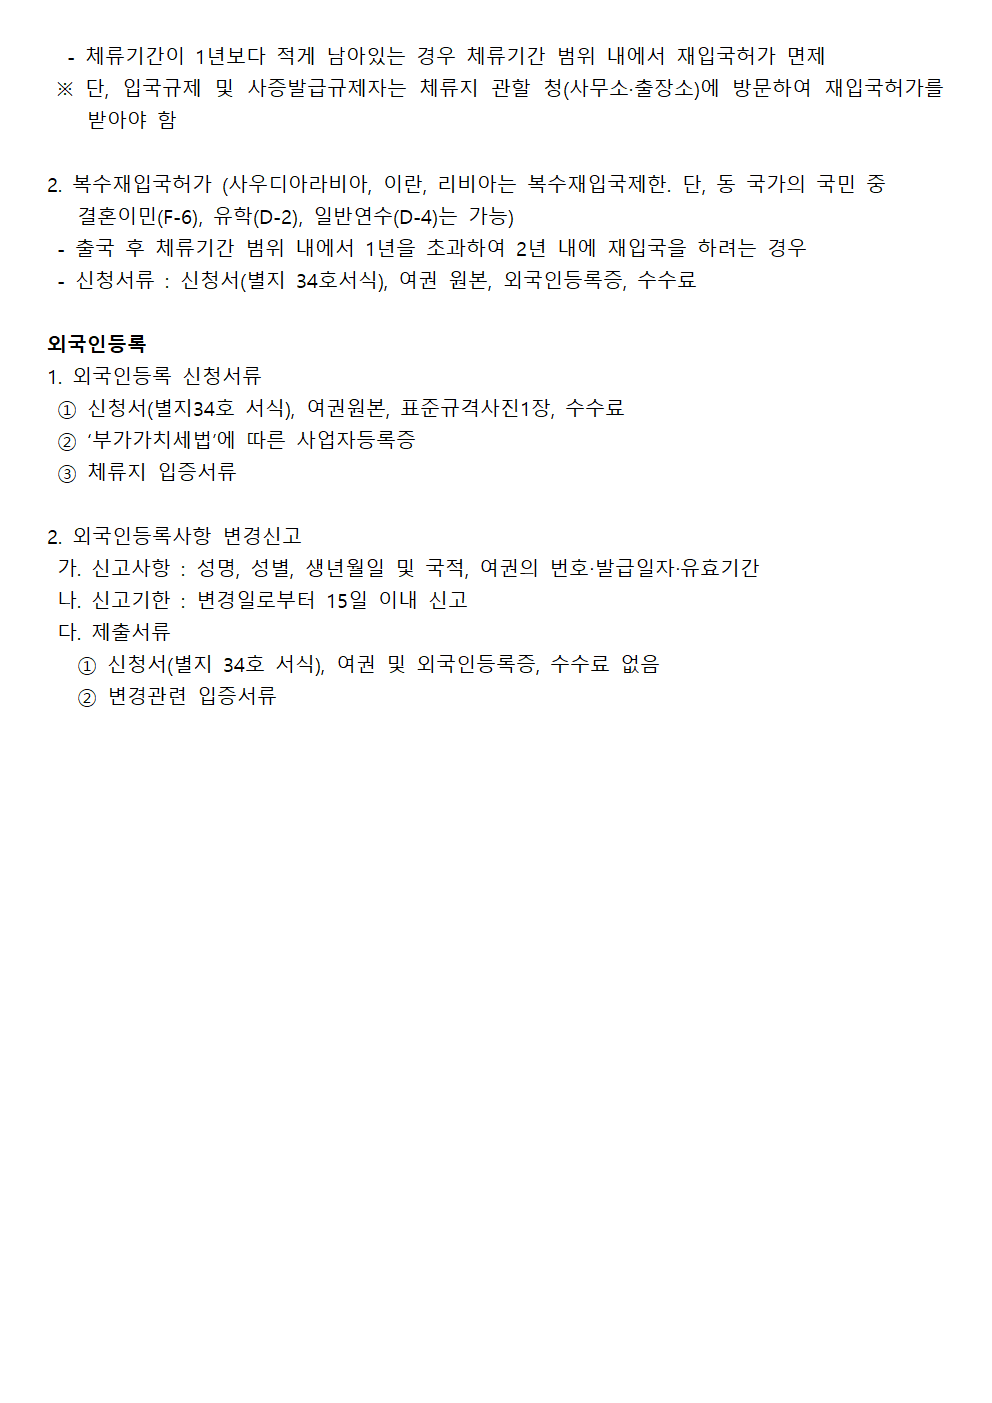 - 체류기간이 1년보다 적게 남아있는 경우 체류기간 범위 내에서 재입국허가 면제
※ 단, 입국규제 및 사증발급규제자는 체류지 관할 청(사무소·출장소)에 방문하여 재입국허가를
받아야 함
2. 복수재입국허가 (사우디아라비아, 이란, 리비아는 복수재입국제한. 단, 동 국가의 국민 중
결혼이민(F-6), 유학(D-2), 일반연수(D-4)는 가능)
- 출국 후 체류기간 범위 내에서 1년을 초과하여 2년 내에 재입국을 하려는 경우
- 신청서류 : 신청서(별지 34호서식), 여권 원본, 외국인등록증, 수수료
외국인등록
1. 외국인등록 신청서류
① 신청서(별지34호 서식), 여권원본, 표준규격사진1장, 수수료
② ‘부가가치세법’에 따른 사업자등록증
③ 체류지 입증서류
2. 외국인등록사항 변경신고
가. 신고사항 : 성명, 성별, 생년월일 및 국적, 여권의 번호·발급일자·유효기간
나. 신고기한 : 변경일로부터 15일 이내 신고
다. 제출서류
① 신청서(별지 34호 서식), 여권 및 외국인등록증, 수수료 없음
② 변경관련 입증서류